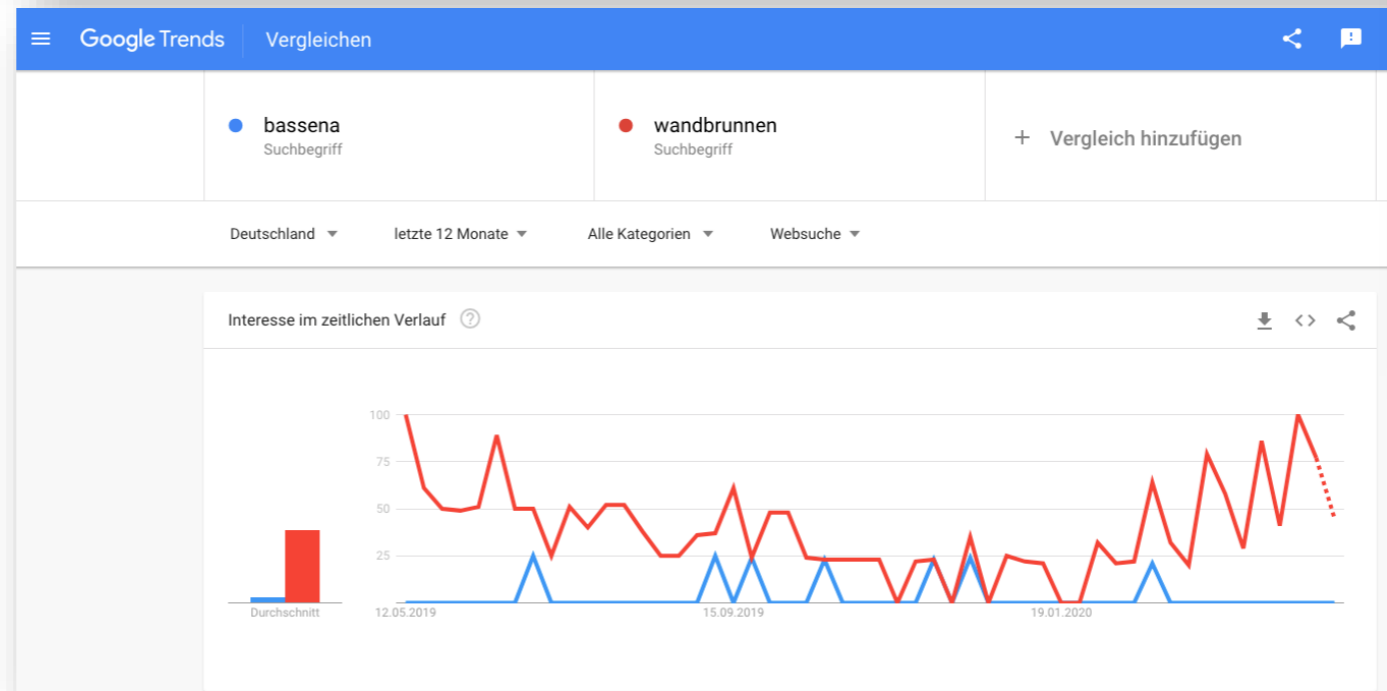 Google Trends Vergleichen
bassena
Suchbegriff
wandbrunnen
Suchbegriff
+ Vergleich hinzufügen
Deutschland letzte 12 Monate Alle Kategorien Websuche
Interesse im zeitlichen Verlauf ?
100
75
50
25
Durchschnitt 12.05.2019 15.09.2019 19.01.2020